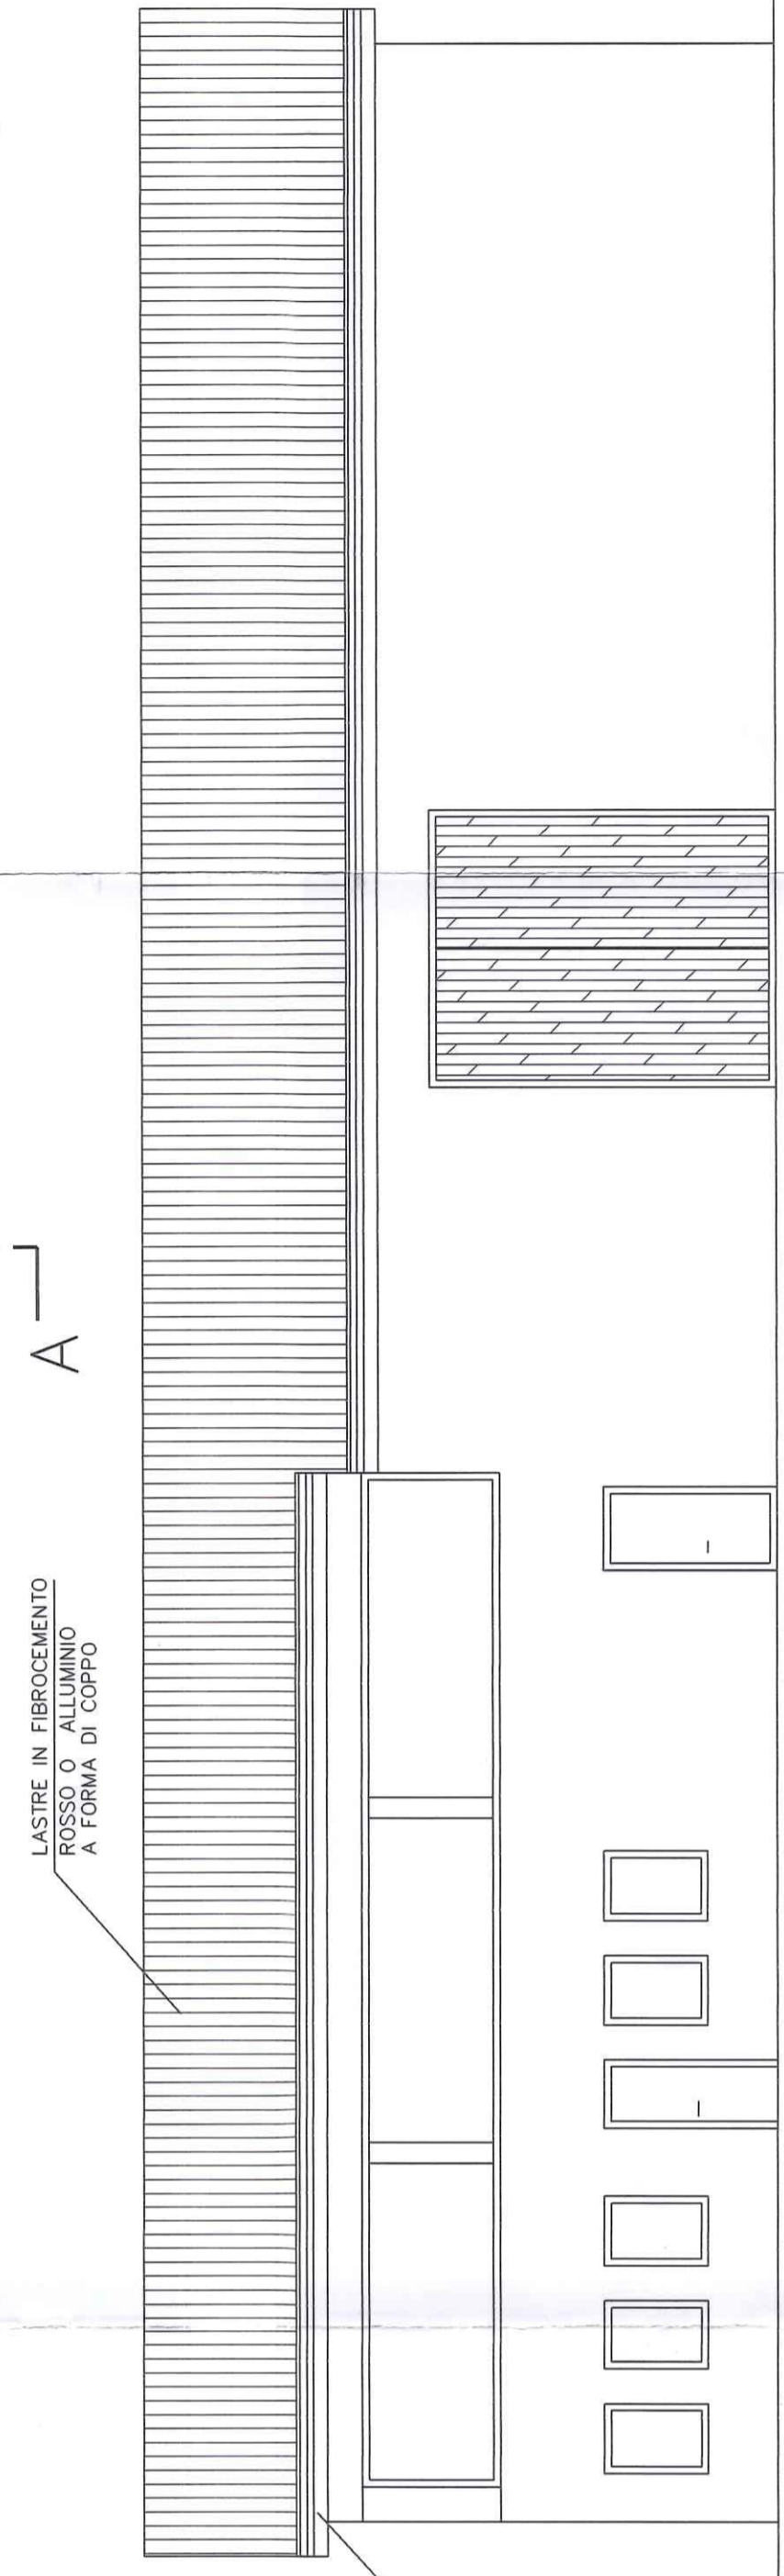 A
LASTRE IN FIBROCEMENTO
ROSSO O ALLUMINIO
A FORMA DI COPPO